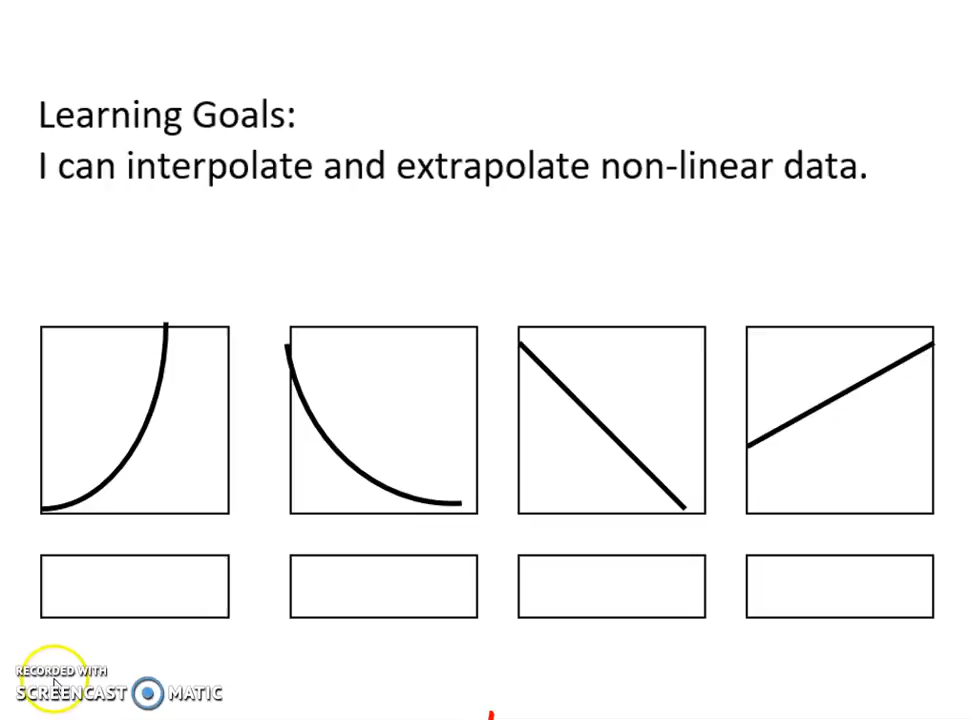 Learning Goals:
I can interpolate and extrapolate non-linear data.
RECORDED WITH
SCREENCAST MATIC